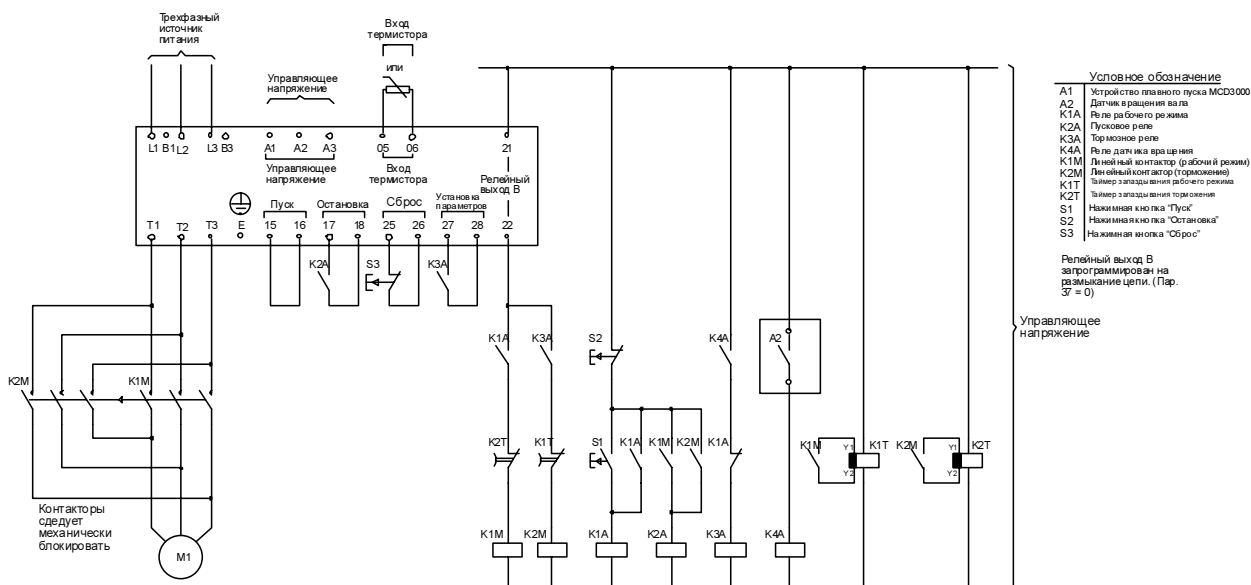 Трехфазный
источник
питания
Управляющее
напряжение
Вход
термистора
или
L1 B1 L2 L3 B3
A1 A2 A3
05 06
21
Управляющее
напряжение
Вход
термистора
Релейный
выход В
Пуск
Остановка
Сброс
Установка
параметров
T1 T2 T3 E
15 16 17 18 25 26 27 28 22
K2A
S3
K3A
K2M
K1M
Контакторы
сдедует
механически
блокировать
M1
K1A
K3A
S2
K4A
A2
K2T
K1T
S1
K1A
K1M
K2M
K1A
K1M
Y1
Y2
K1T
K2M
Y1
Y2
K2T
K1M
K2M
K1A
K2A
K3A
K4A
Управляющее
напряжение
Условное обозначение
A1 Устройство плавного пуска MCD3000
A2 Датчик вращения вала
K1A Реле рабочего режима
K2A Пусковое реле
K3A Тормозное реле
K4A Реле датчика вращения
K1M Линейный контактор (рабочий режим)
K2M Линейный контактор (торможение)
K1T Таймер запаздывания рабочего режима
K2T Таймер запаздывания торможения
S1 Нажимная кнопка “Пуск”
S2 Нажимная кнопка “Остановка”
S3 Нажимная кнопка “Сброс”
Релейный выход В
запрограммирован на
размыкание цепи. (Пар.
37 = 0)